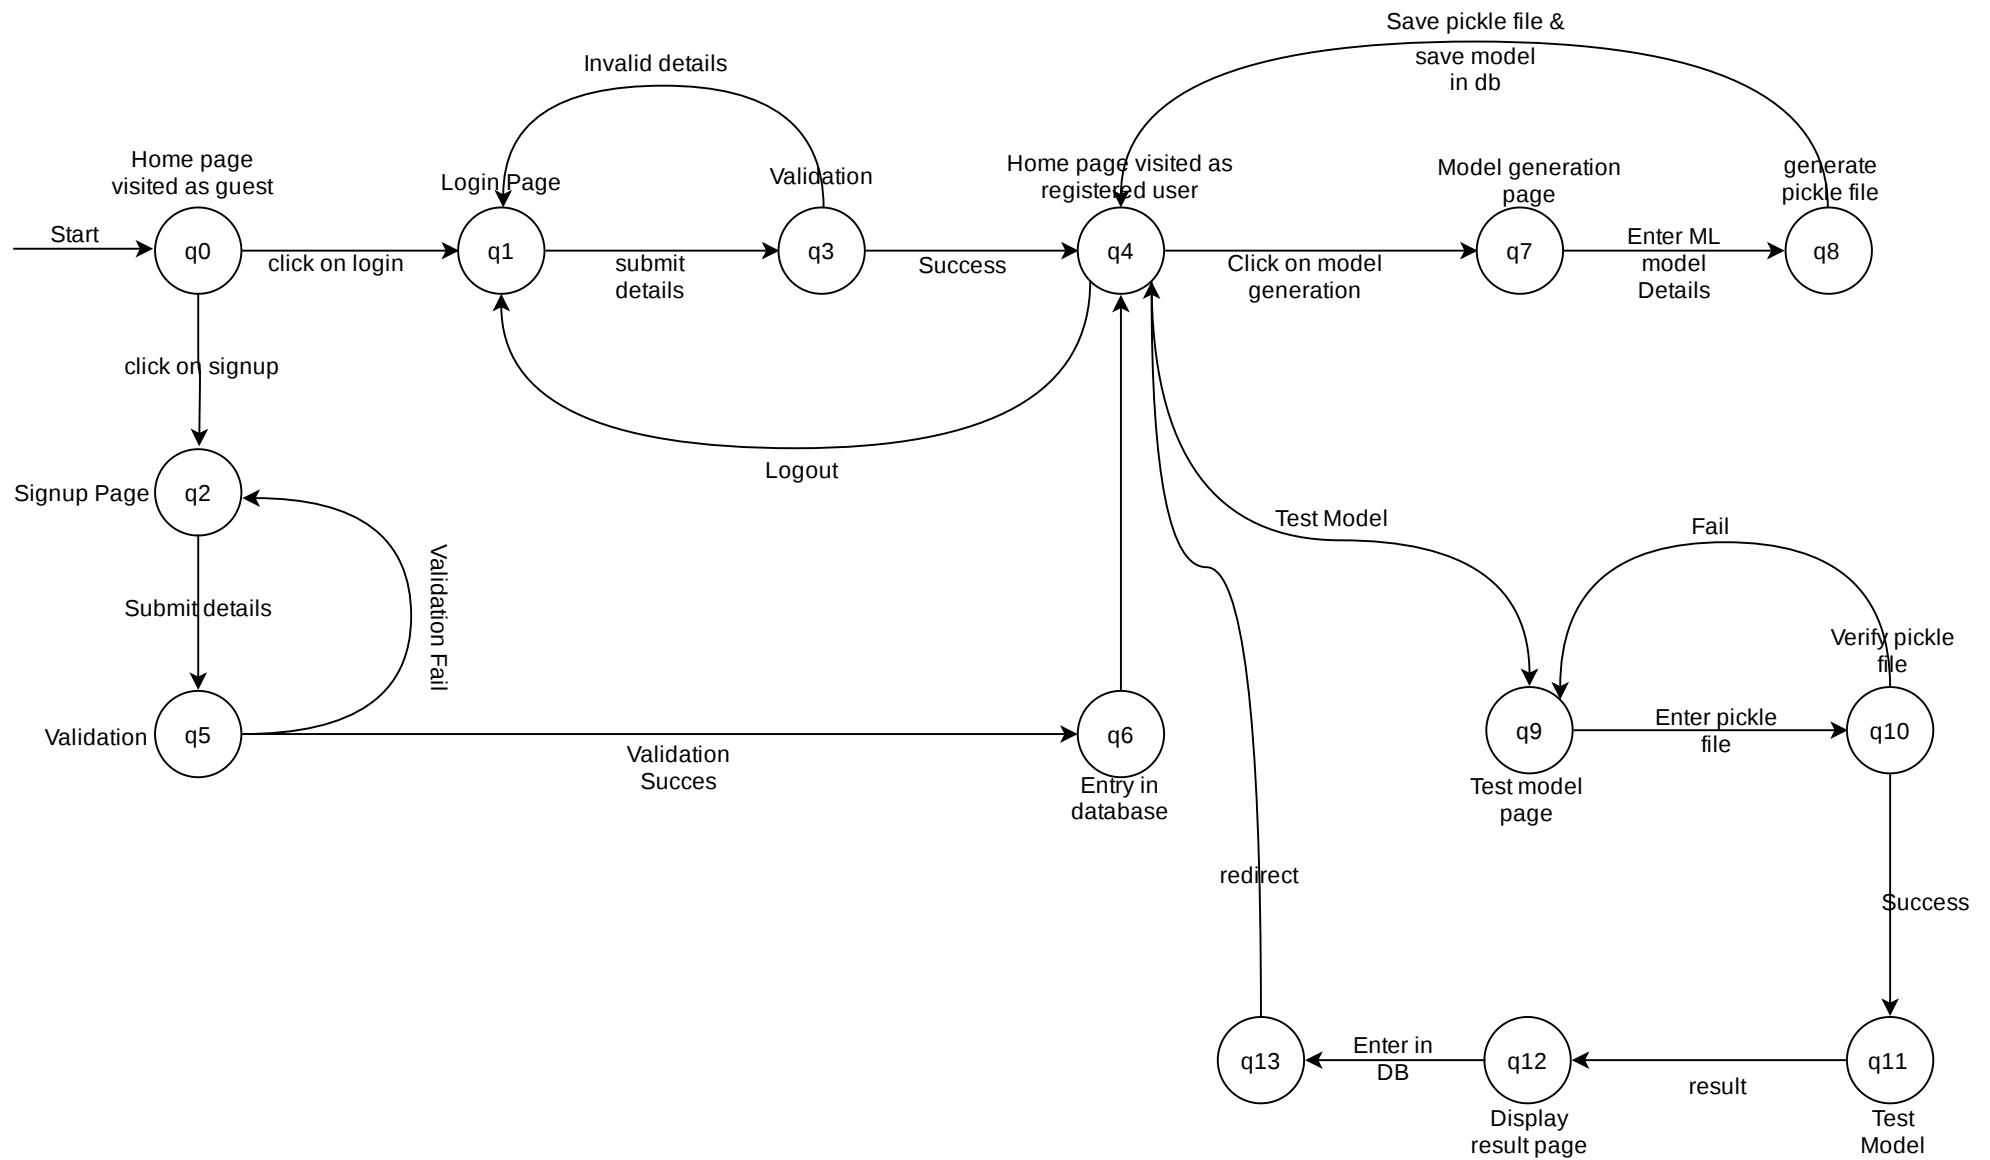 Save pickle file &
save model
in db
Invalid details
Home page
visited as guest
Login Page
Validation
Home page visited as
registered user
Model generation
page
generate
pickle file
Start
q0
click on login
q1
submit
details
q3
Success
q4
Click on model
generation
q7
Enter ML
model
Details
q8
click on signup
Logout
Signup Page
q2
Test Model
Fail
Validation Fail
Submit details
Verify pickle
file
Validation
q5
Validation
Succes
q6
Entry in
database
q9
Test model
page
Enter pickle
file
q10
redirect
Success
q13
Enter in
DB
q12
Display
result page
result
q11
Test
Model